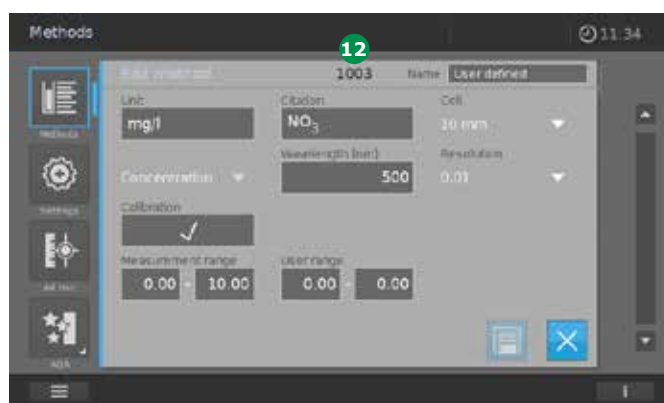 Methods 11:34
12
Edit method 1003 Name User defined
Unit Citation Cell
mg/l NO₃ 10 mm
Wavelength [nm] Resolution
Concentration 500 0.01
Calibration
Measurement range User range
0.00 - 10.00 0.00 - 0.00
Methods
Settings
AQA
i